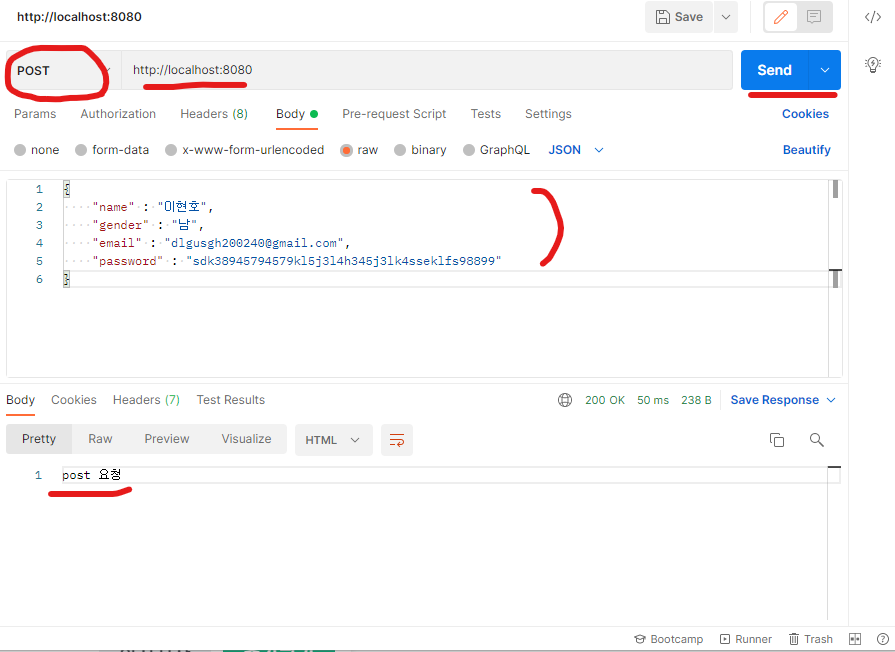 http://localhost:8080
Save
POST
http://localhost:8080
Send
Params Authorization Headers (8) Body Pre-request Script Tests Settings Cookies
none form-data x-www-form-urlencoded raw binary GraphQL JSON Beautify
1 {
2 "name" : "이현호",
3 "gender" : "남",
4 "email" : "dlgusgh200240@gmail.com",
5 "password" : "sdk38945794579kl5j3l4h345j3lk4sseklfs98899"
6 }
Body Cookies Headers (7) Test Results 200 OK 50 ms 238 B Save Response
Pretty Raw Preview Visualize HTML
1 post 요청
Bootcamp Runner Trash